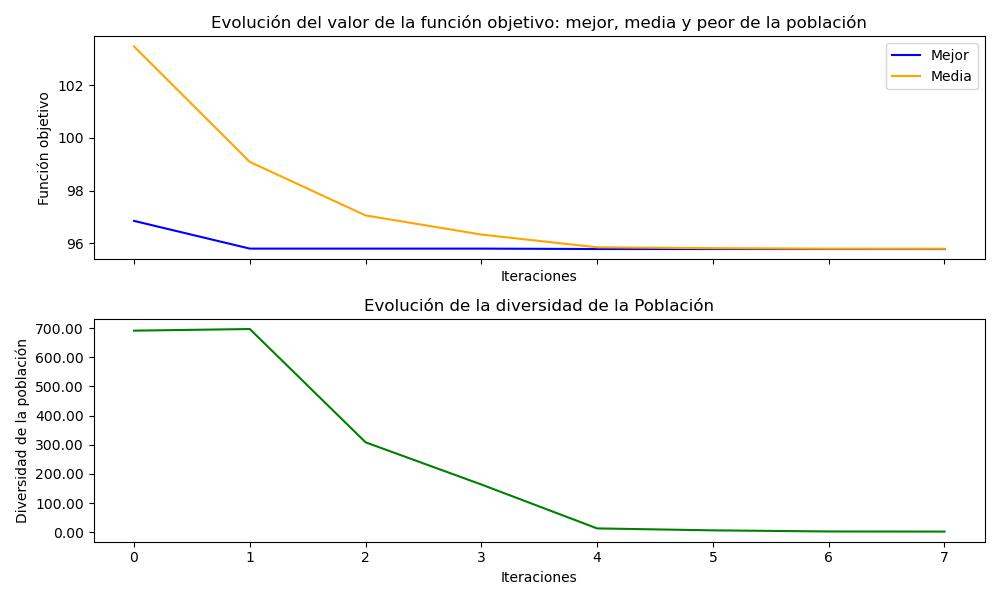 Evolución del valor de la función objetivo: mejor, media y peor de la población
Mejor
Media
Función objetivo
102
100
98
96
Iteraciones
Evolución de la diversidad de la Población
Diversidad de la población
700.00
600.00
500.00
400.00
300.00
200.00
100.00
0.00
0 1 2 3 4 5 6 7
Iteraciones